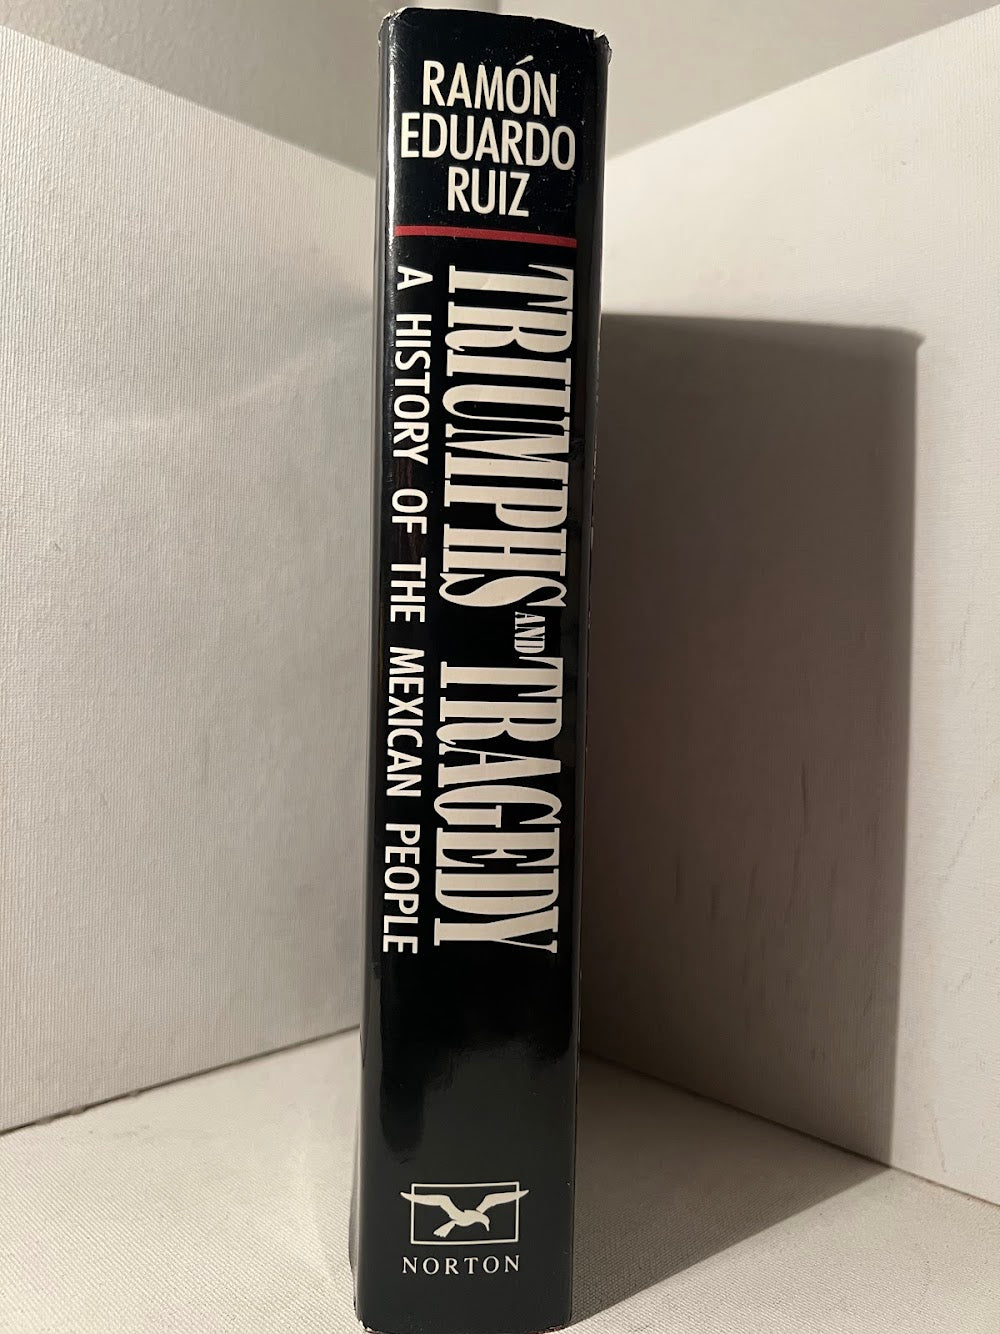 RAMÓN
EDUARDO
RUIZ
TRIUMPHS AND TRAGEDY
A HISTORY OF THE MEXICAN PEOPLE
NORTON